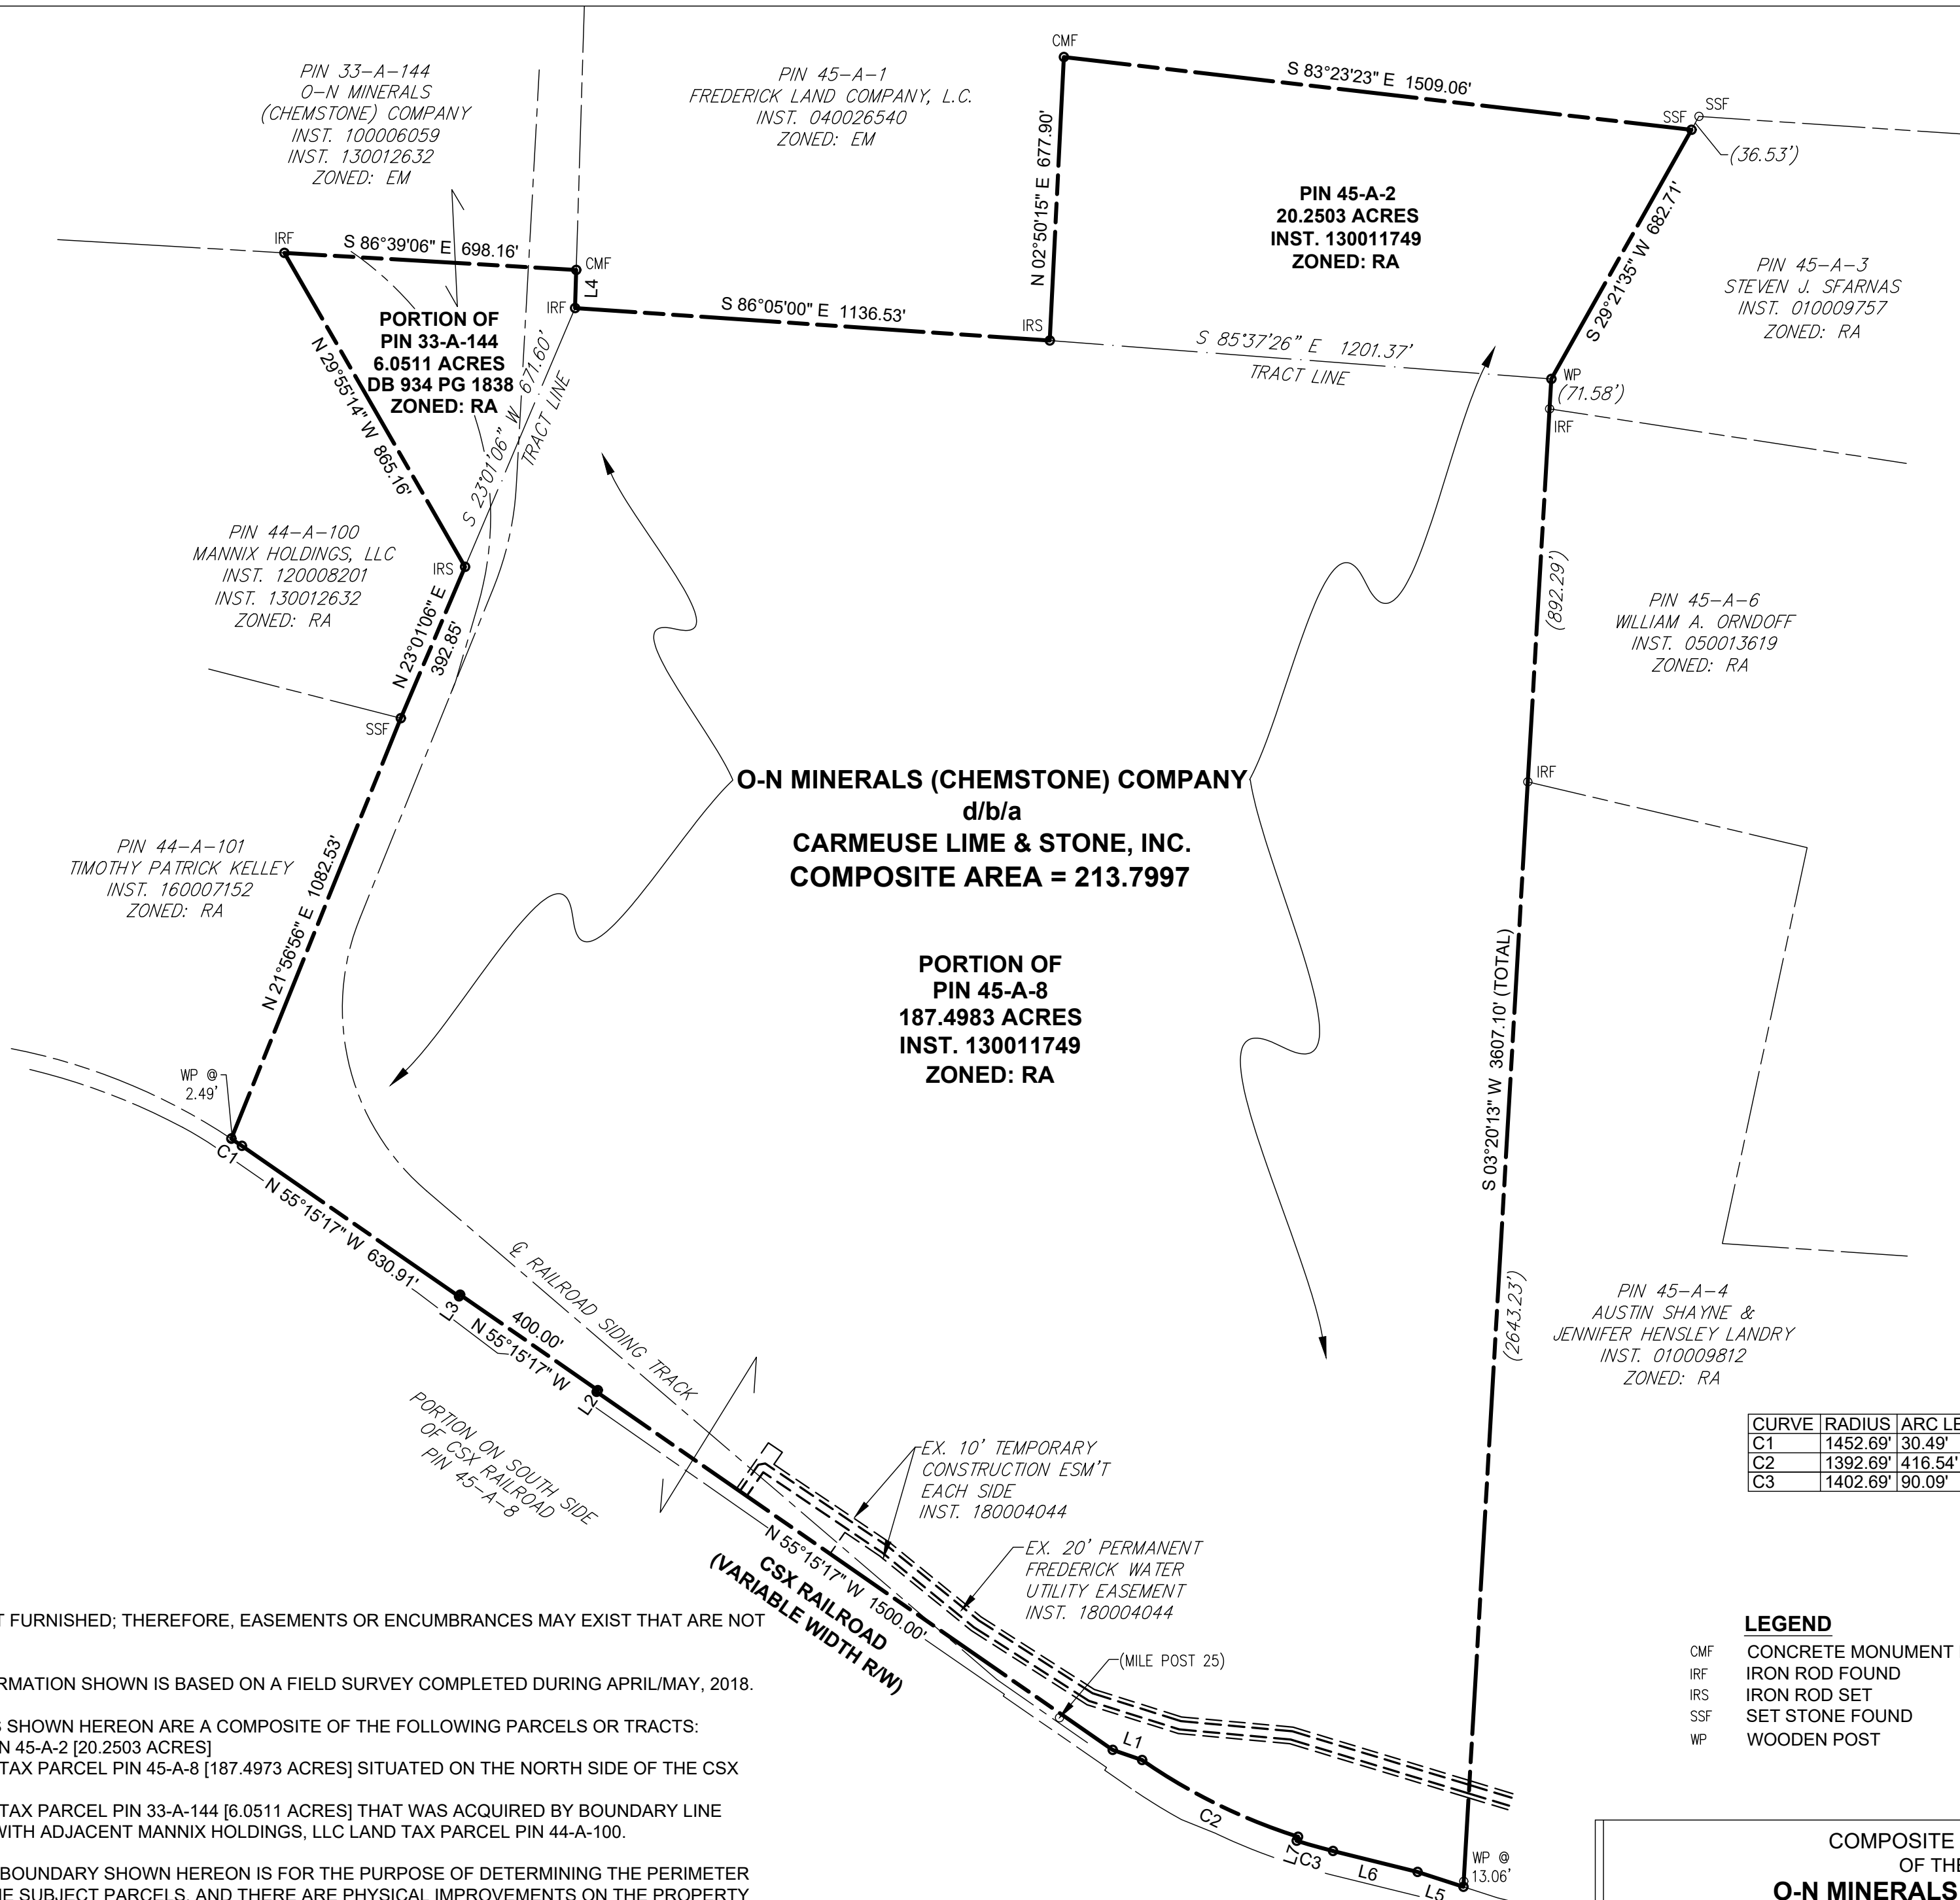 PIN 33-A-144
O-N MINERALS
(CHEMSTONE) COMPANY
INST. 100006059
INST. 130012632
ZONED: EM
PIN 45-A-1
FREDERICK LAND COMPANY, L.C.
INST. 040026540
ZONED: EM
CMF
S 83°23'23" E 1509.06'
SSF
SSF
(36.53')
N 02°50'15" E 677.90'
PIN 45-A-2
20.2503 ACRES
INST. 130011749
ZONED: RA
S 29°21'35" W 682.71'
PIN 45-A-3
STEVEN J. SFARNAS
INST. 010009757
ZONED: RA
IRF
S 86°39'06" E 698.16'
CMF
L4
IRF
S 86°05'00" E 1136.53'
IRS
S 85°37'26" E 1201.37'
TRACT LINE
WP
(71.58')
IRF
PORTION OF
PIN 33-A-144
6.0511 ACRES
DB 934 PG 1838
ZONED: RA
N 29°55'14" W 865.16'
S 23°01'06" W 671.60'
TRACT LINE
PIN 44-A-100
MANNIX HOLDINGS, LLC
INST. 120008201
INST. 130012632
ZONED: RA
IRS
N 23°01'06" E
392.85'
SSF
(892.29')
PIN 45-A-6
WILLIAM A. ORNDOFF
INST. 050013619
ZONED: RA
IRF
O-N MINERALS (CHEMSTONE) COMPANY
d/b/a
CARMEUSE LIME & STONE, INC.
COMPOSITE AREA = 213.7997
PIN 44-A-101
TIMOTHY PATRICK KELLEY
INST. 160007152
ZONED: RA
N 21°56'56" E 1082.53'
PORTION OF
PIN 45-A-8
187.4983 ACRES
INST. 130011749
ZONED: RA
S 03°20'13" W 3607.10' (TOTAL)
WP @
2.49'
C1
N 55°15'17" W 630.91'
L3
400.00'
N 55°15'17" W
L2
℄ RAILROAD SIDING TRACK
(2643.23')
PIN 45-A-4
AUSTIN SHAYNE &
JENNIFER HENSLEY LANDRY
INST. 010009812
ZONED: RA
PORTION ON SOUTH SIDE
OF CSX RAILROAD
PIN 45-A-8
EX. 10' TEMPORARY
CONSTRUCTION ESM'T
EACH SIDE
INST. 180004044
EX. 20' PERMANENT
FREDERICK WATER
UTILITY EASEMENT
INST. 180004044
N 55°15'17" W 1500.00'
CSX RAILROAD
(VARIABLE WIDTH R/W)
(MILE POST 25)
L1
C2
L7
C3
L6
L5
WP @
13.06'
CURVE RADIUS ARC LE
C1 1452.69' 30.49'
C2 1392.69' 416.54'
C3 1402.69' 90.09'
LEGEND
CMF CONCRETE MONUMENT
IRF IRON ROD FOUND
IRS IRON ROD SET
SSF SET STONE FOUND
WP WOODEN POST
T FURNISHED; THEREFORE, EASEMENTS OR ENCUMBRANCES MAY EXIST THAT ARE NOT
RMATION SHOWN IS BASED ON A FIELD SURVEY COMPLETED DURING APRIL/MAY, 2018.
S SHOWN HEREON ARE A COMPOSITE OF THE FOLLOWING PARCELS OR TRACTS:
N 45-A-2 [20.2503 ACRES]
TAX PARCEL PIN 45-A-8 [187.4973 ACRES] SITUATED ON THE NORTH SIDE OF THE CSX
TAX PARCEL PIN 33-A-144 [6.0511 ACRES] THAT WAS ACQUIRED BY BOUNDARY LINE
WITH ADJACENT MANNIX HOLDINGS, LLC LAND TAX PARCEL PIN 44-A-100.
BOUNDARY SHOWN HEREON IS FOR THE PURPOSE OF DETERMINING THE PERIMETER
HE SUBJECT PARCELS, AND THERE ARE PHYSICAL IMPROVEMENTS ON THE PROPERTY
COMPOSITE
OF THE
O-N MINERALS